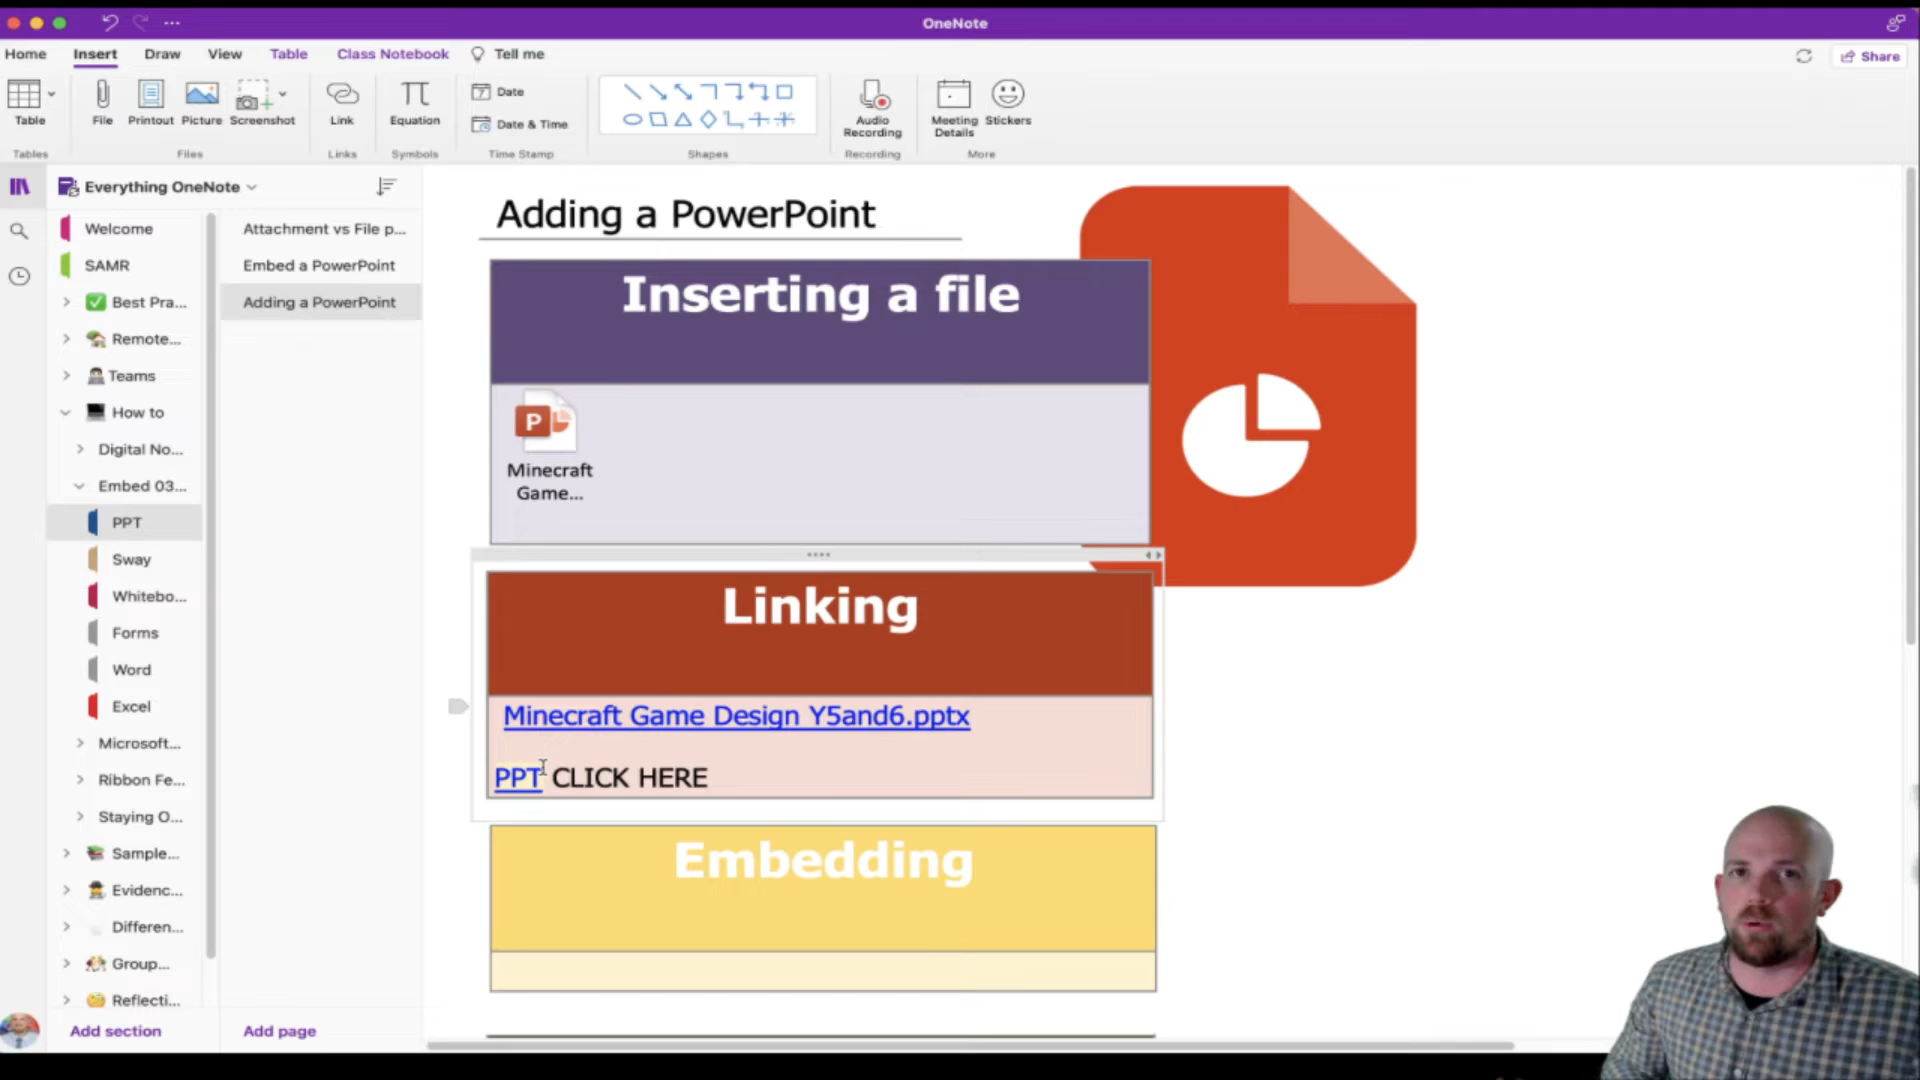 OneNote
Home Insert Draw View Table Class Notebook Tell me Share
Table File Printout Picture Screenshot Link Equation Date Date & Time Audio Recording Meeting Details Stickers
Tables Files Links Symbols Time Stamp Shapes Recording More
Everything OneNote
Welcome
SAMR
Best Pra...
Remote...
Teams
How to
Digital No...
Embed 03...
PPT
Sway
Whitebo...
Forms
Word
Excel
Microsoft...
Ribbon Fe...
Staying O...
Sample...
Evidenc...
Differen...
Group...
Reflecti...
Add section
Attachment vs File p...
Embed a PowerPoint
Adding a PowerPoint
Add page
Adding a PowerPoint
Inserting a file
P
Minecraft
Game...
Linking
Minecraft Game Design Y5and6.pptx
PPT CLICK HERE
Embedding